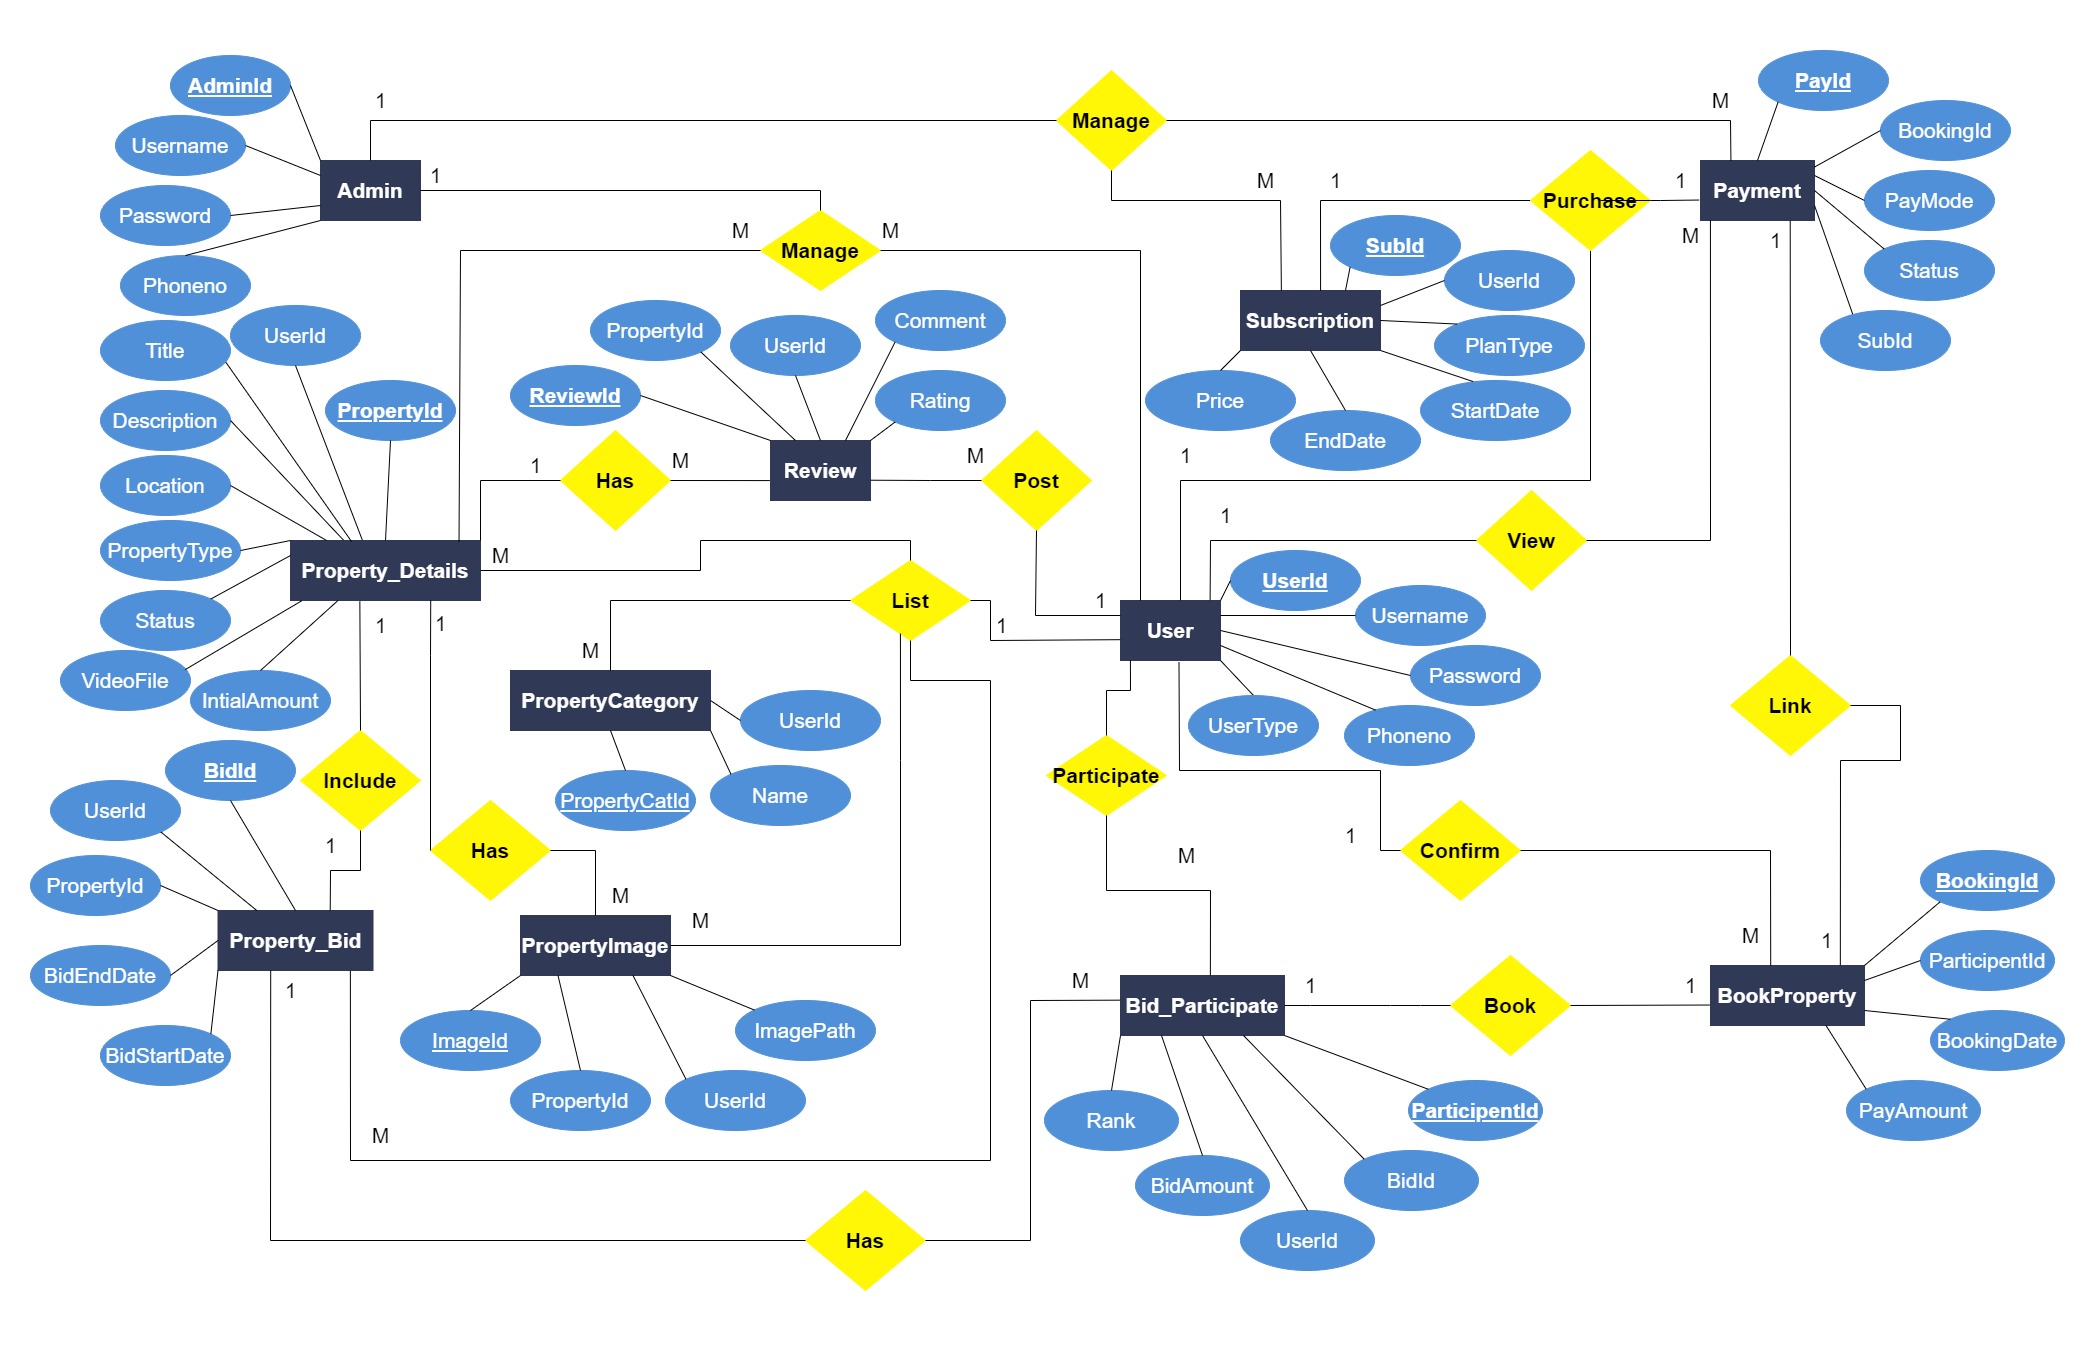 AdminId
Username
Password
Phoneno
Admin
1
1
Manage
M
M
M
Manage
M
M
1
Purchase
1
Payment
PayId
BookingId
PayMode
Status
SubId
M
1
Subscription
SubId
UserId
PlanType
StartDate
EndDate
Price
Title
UserId
Description
PropertyId
Location
PropertyType
Status
VideoFile
IntialAmount
Property_Details
PropertyId
UserId
Comment
ReviewId
Rating
1
Has
M
Review
M
Post
1
1
View
M
List
1
1
User
UserId
Username
Password
Phoneno
UserType
1
1
M
PropertyCategory
UserId
PropertyCatId
Name
Include
1
BidId
UserId
PropertyId
BidEndDate
BidStartDate
Property_Bid
1
M
Has
M
M
PropertyImage
ImageId
PropertyId
UserId
ImagePath
Participate
M
1
Confirm
M
Link
1
M
Bid_Participate
1
Book
1
BookProperty
BookingId
ParticipentId
BookingDate
PayAmount
Rank
BidAmount
UserId
BidId
ParticipentId
Has